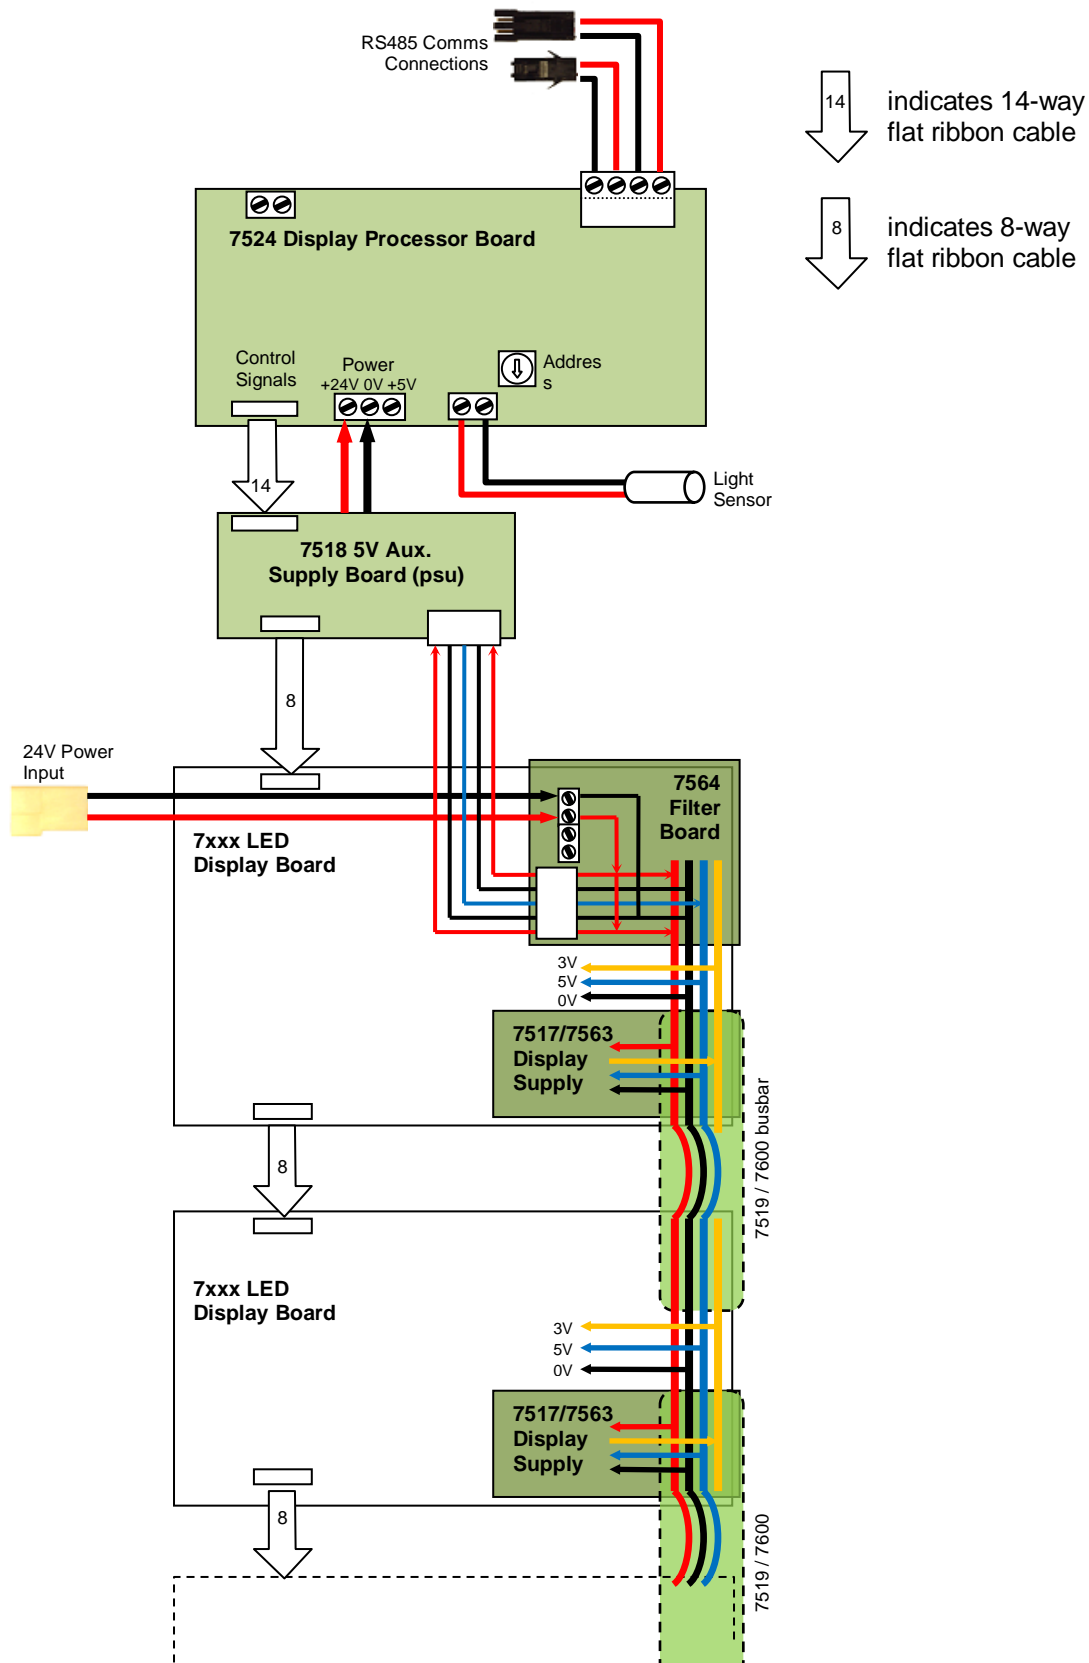 RS485 Comms
Connections
14
indicates 14-way
flat ribbon cable
8
indicates 8-way
flat ribbon cable
7524 Display Processor Board
Control
Signals
Power
+24V 0V +5V
Addres
s
14
Light
Sensor
7518 5V Aux.
Supply Board (psu)
8
24V Power
Input
7564
Filter
Board
7xxx LED
Display Board
3V
5V
0V
7517/7563
Display
Supply
7519 / 7600 busbar
8
7xxx LED
Display Board
3V
5V
0V
7517/7563
Display
Supply
8
7519 / 7600